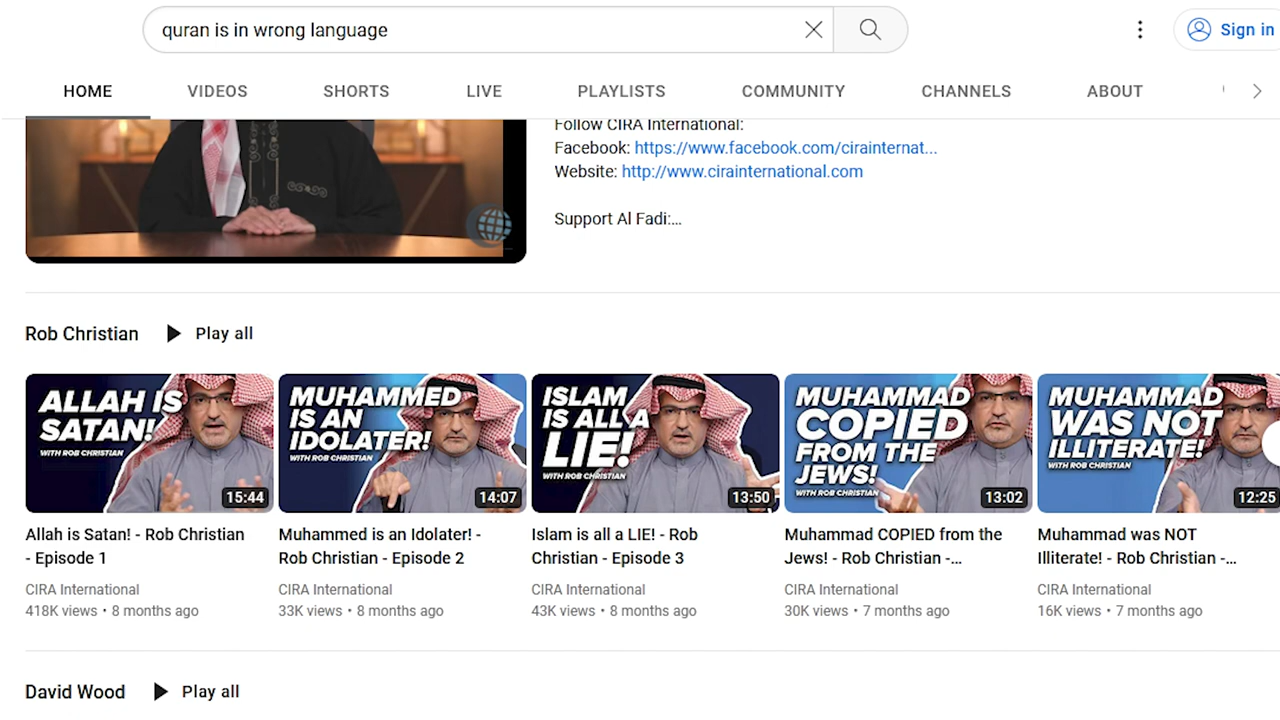 quran is in wrong language
Sign in
HOME VIDEOS SHORTS LIVE PLAYLISTS COMMUNITY CHANNELS ABOUT
Follow CIRA International:
Facebook: https://www.facebook.com/cirainternat...
Website: http://www.cirainternational.com
Support Al Fadi:...
Rob Christian Play all
ALLAH IS
SATAN!
WITH ROB CHRISTIAN
15:44
MUHAMMED
IS AN
IDOLATER!
WITH ROB CHRISTIAN
14:07
ISLAM
IS ALL A
LIE!
WITH ROB CHRISTIAN
13:50
MUHAMMAD
COPIED
FROM THE
JEWS!
WITH ROB CHRISTIAN
13:02
MUHAMMAD
WAS NOT
ILLITERATE!
WITH ROB CHRISTIAN
12:25
Allah is Satan! - Rob Christian
- Episode 1
CIRA International
418K views • 8 months ago
Muhammed is an Idolater! -
Rob Christian - Episode 2
CIRA International
33K views • 8 months ago
Islam is all a LIE! - Rob
Christian - Episode 3
CIRA International
43K views • 8 months ago
Muhammad COPIED from the
Jews! - Rob Christian -...
CIRA International
30K views • 7 months ago
Muhammad was NOT
Illiterate! - Rob Christian -...
CIRA International
16K views • 7 months ago
David Wood Play all